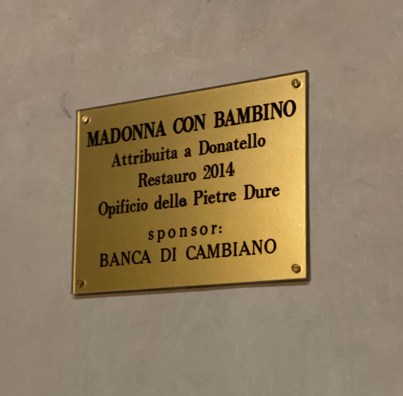 MADONNA CON BAMBINO
Attribuita a Donatello
Restauro 2014
Opificio delle Pietre Dure
sponsor:
BANCA DI CAMBIANO